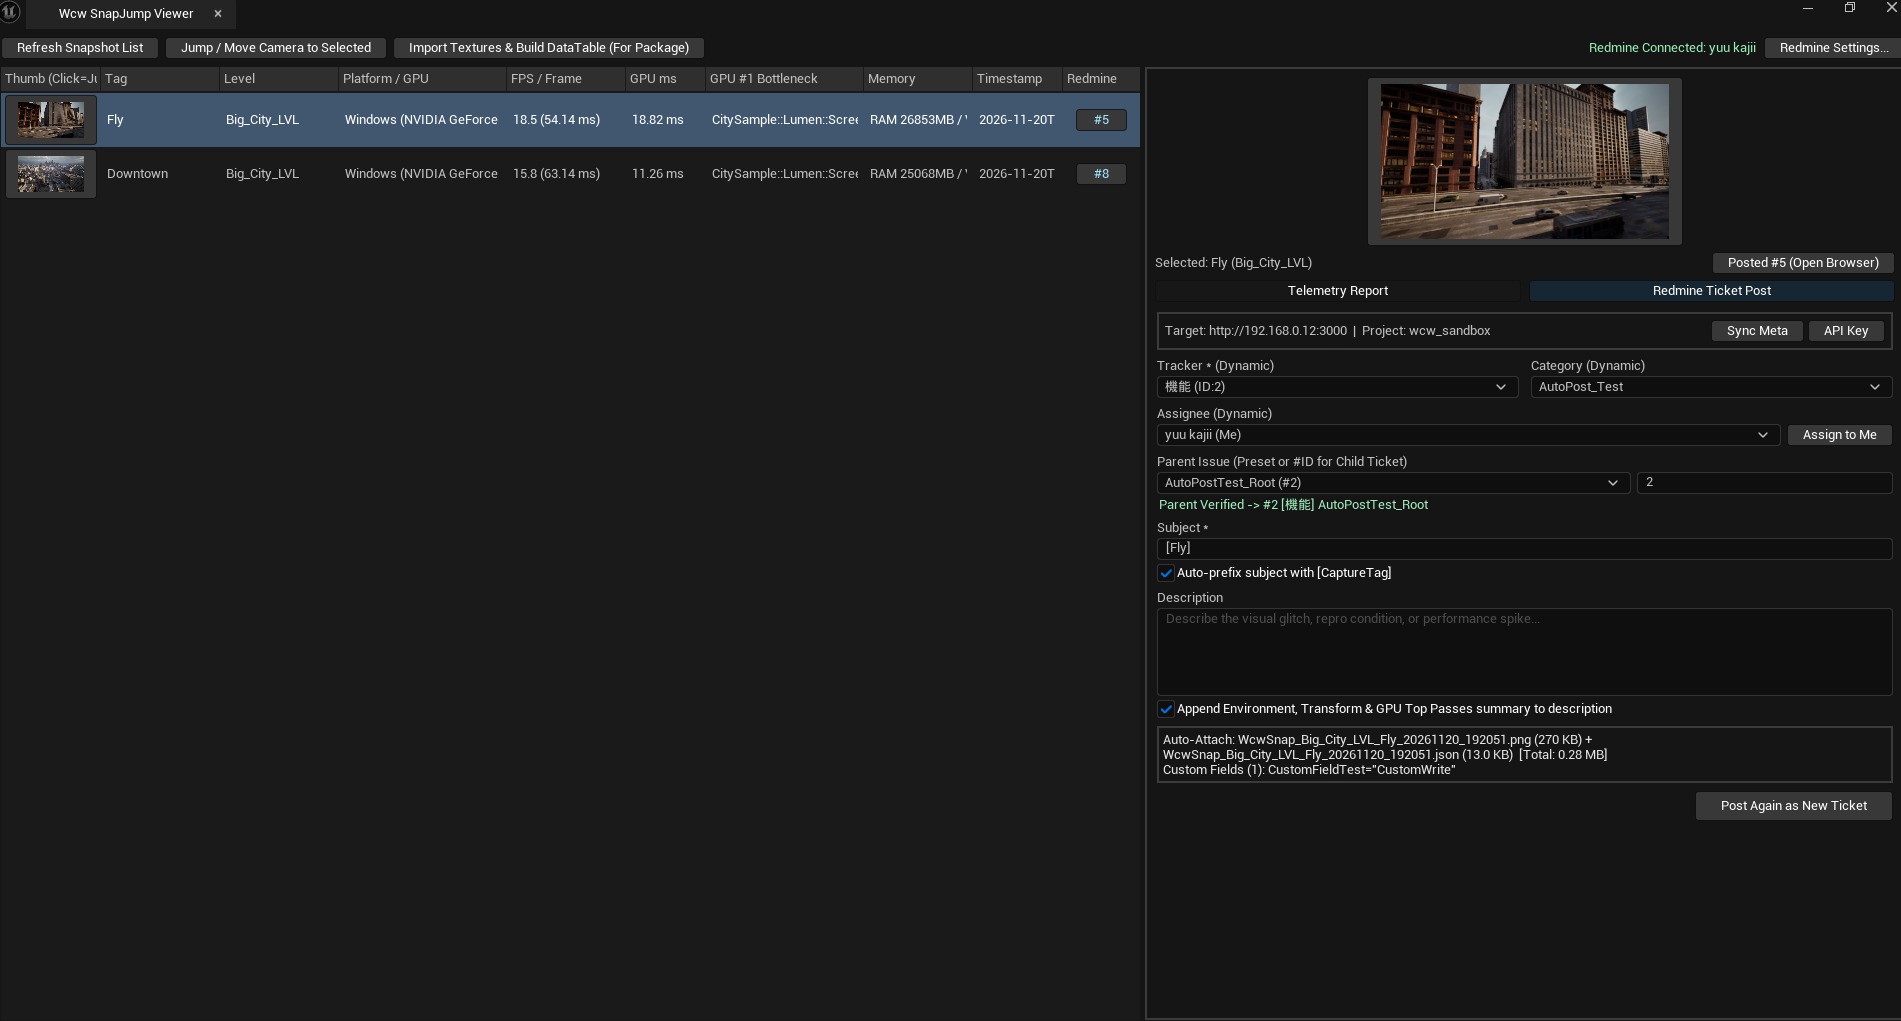 Wcw SnapJump Viewer
Refresh Snapshot List Jump / Move Camera to Selected Import Textures & Build DataTable (For Package) Redmine Connected: yuu kajii Redmine Settings...
Thumb (Click=Ju Tag Level Platform / GPU FPS / Frame GPU ms GPU #1 Bottleneck Memory Timestamp Redmine
Fly Big_City_LVL Windows (NVIDIA GeForce 18.5 (54.14 ms) 18.82 ms CitySample::Lumen::Scree RAM 26853MB / 2026-11-20T #5
Downtown Big_City_LVL Windows (NVIDIA GeForce 15.8 (63.14 ms) 11.26 ms CitySample::Lumen::Scree RAM 25068MB / 2026-11-20T #8
Selected: Fly (Big_City_LVL) Posted #5 (Open Browser)
Telemetry Report Redmine Ticket Post
Target: http://192.168.0.12:3000 | Project: wcw_sandbox Sync Meta API Key
Tracker * (Dynamic) Category (Dynamic)
機能 (ID:2) AutoPost_Test
Assignee (Dynamic)
yuu kajii (Me) Assign to Me
Parent Issue (Preset or #ID for Child Ticket)
AutoPostTest_Root (#2) 2
Parent Verified -> #2 [機能] AutoPostTest_Root
Subject *
[Fly]
Auto-prefix subject with [CaptureTag]
Description
Describe the visual glitch, repro condition, or performance spike...
Append Environment, Transform & GPU Top Passes summary to description
Auto-Attach: WcwSnap_Big_City_LVL_Fly_20261120_192051.png (270 KB) +
WcwSnap_Big_City_LVL_Fly_20261120_192051.json (13.0 KB) [Total: 0.28 MB]
Custom Fields (1): CustomFieldTest="CustomWrite"
Post Again as New Ticket